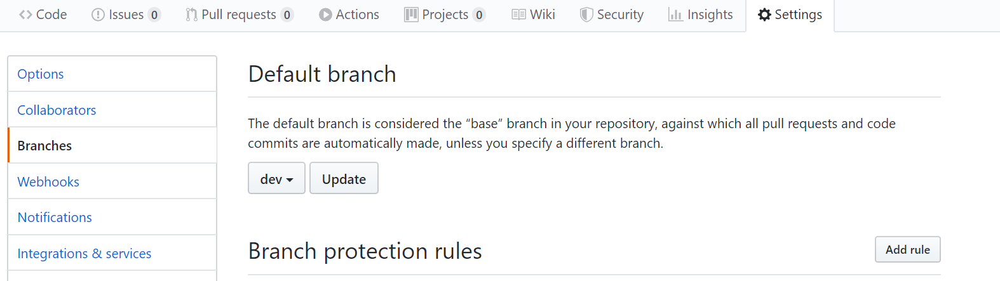 Code Issues 0 Pull requests 0 Actions Projects 0 Wiki Security Insights Settings
Options
Collaborators
Branches
Webhooks
Notifications
Integrations & services
Default branch
The default branch is considered the “base” branch in your repository, against which all pull requests and code
commits are automatically made, unless you specify a different branch.
dev Update
Branch protection rules Add rule